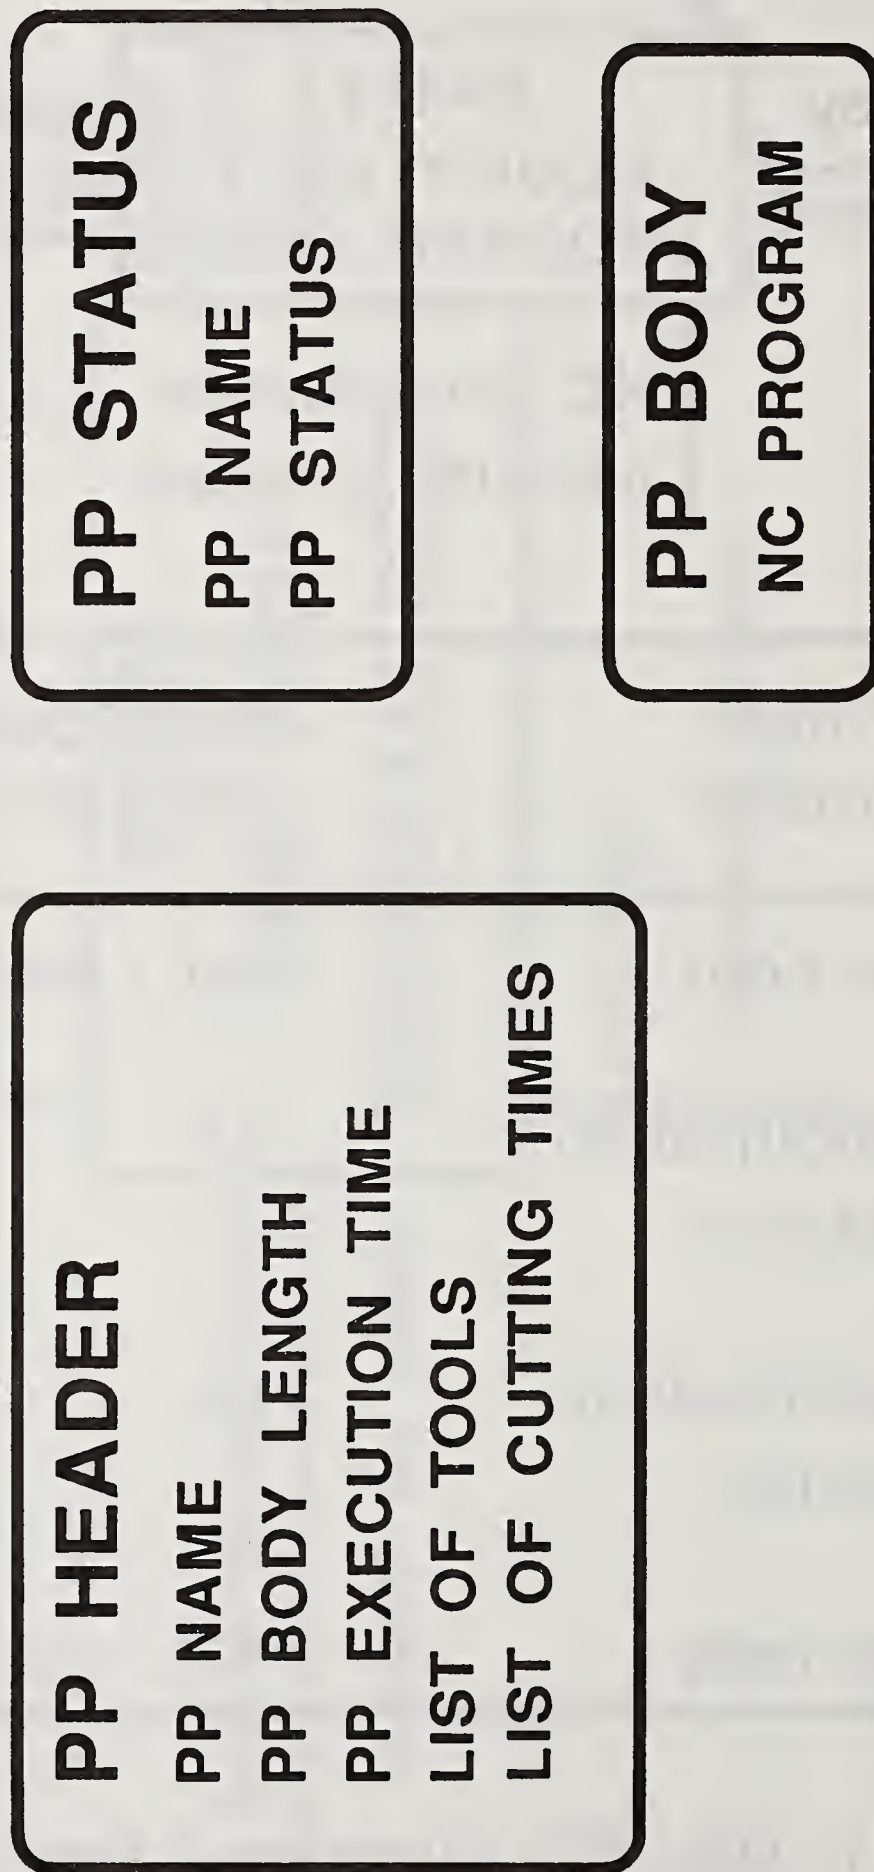 PP HEADER
PP NAME
PP BODY LENGTH
PP EXECUTION TIME
LIST OF TOOLS
LIST OF CUTTING TIMES
PP STATUS
PP NAME
PP STATUS
PP BODY
NC PROGRAM